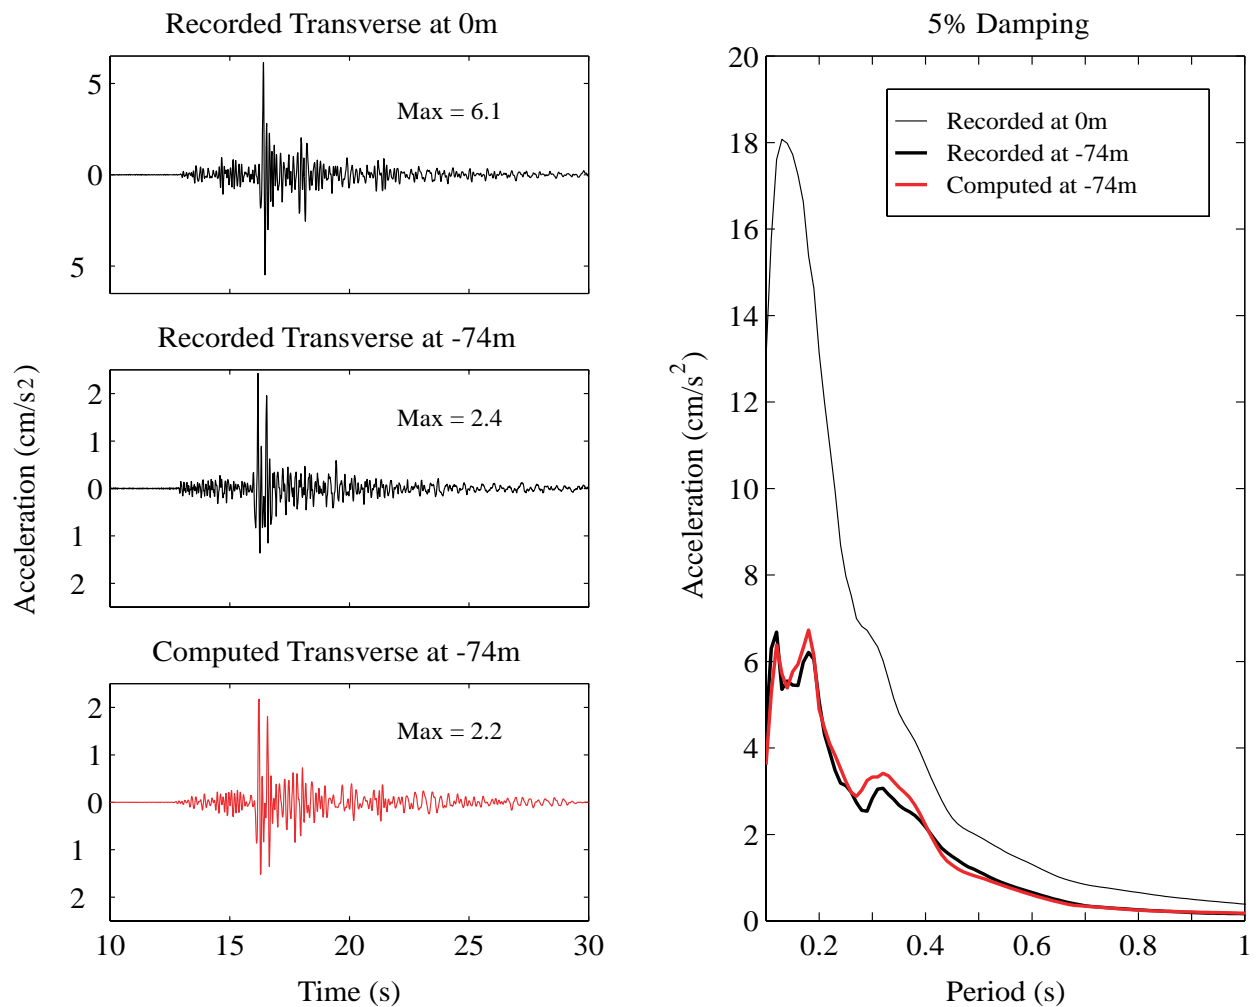 Recorded Transverse at 0m
5
0
5
Max = 6.1
Recorded Transverse at -74m
2
1
0
1
2
Max = 2.4
Acceleration (cm/s2)
Computed Transverse at -74m
2
1
0
1
2
Max = 2.2
10 15 20 25 30
Time (s)
5% Damping
20
18
16
14
12
10
8
6
4
2
0
Acceleration (cm/s²)
Recorded at 0m
Recorded at -74m
Computed at -74m
0.2 0.4 0.6 0.8 1
Period (s)